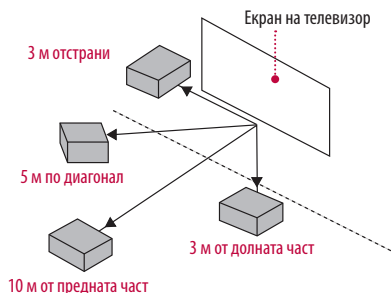 Екран на телевизор
3 м отстрани
5 м по диагонал
3 м от долната част
10 м от предната част